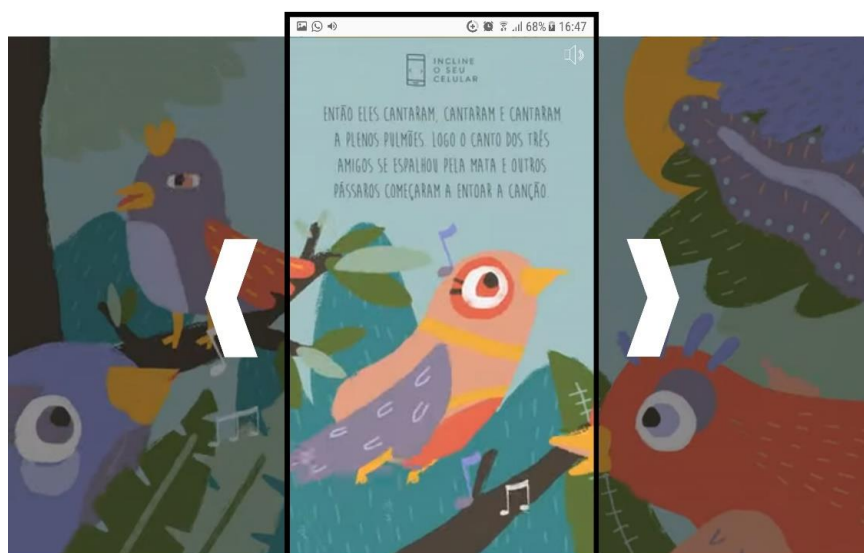 68% 16:47
INCLINE
O SEU
CELULAR
ENTÃO ELES CANTARAM, CANTARAM E CANTARAM
A PLENOS PULMÕES. LOGO O CANTO DOS TRÊS
AMIGOS SE ESPALHOU PELA MATA E OUTROS
PÁSSAROS COMEÇARAM A ENTOAR A CANÇÃO.